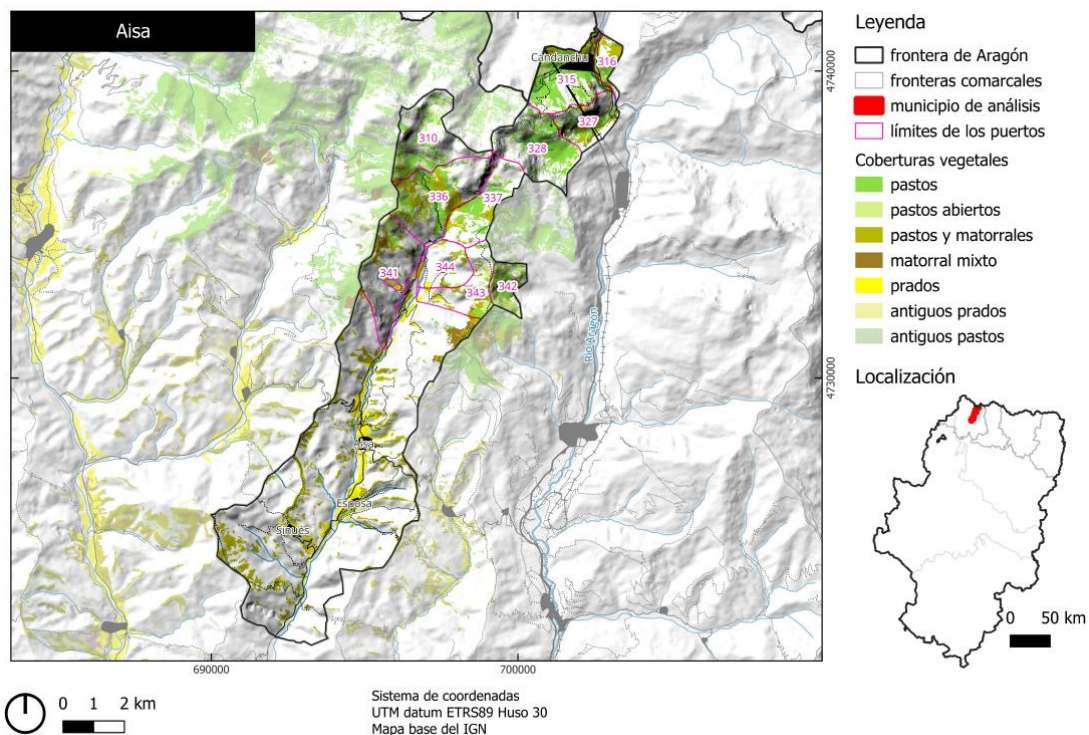 Aisa
Candanchu
316
315
327
328
310
336
337
341
344
343
342
Río Aragón
Aísa
Esposa
Sinués
4740000
4730000
690000
700000
Leyenda
frontera de Aragón
fronteras comarcales
municipio de análisis
límites de los puertos
Coberturas vegetales
pastos
pastos abiertos
pastos y matorrales
matorral mixto
prados
antiguos prados
antiguos pastos
Localización
0 50 km
0 1 2 km
Sistema de coordenadas
UTM datum ETRS89 Huso 30
Mapa base del IGN